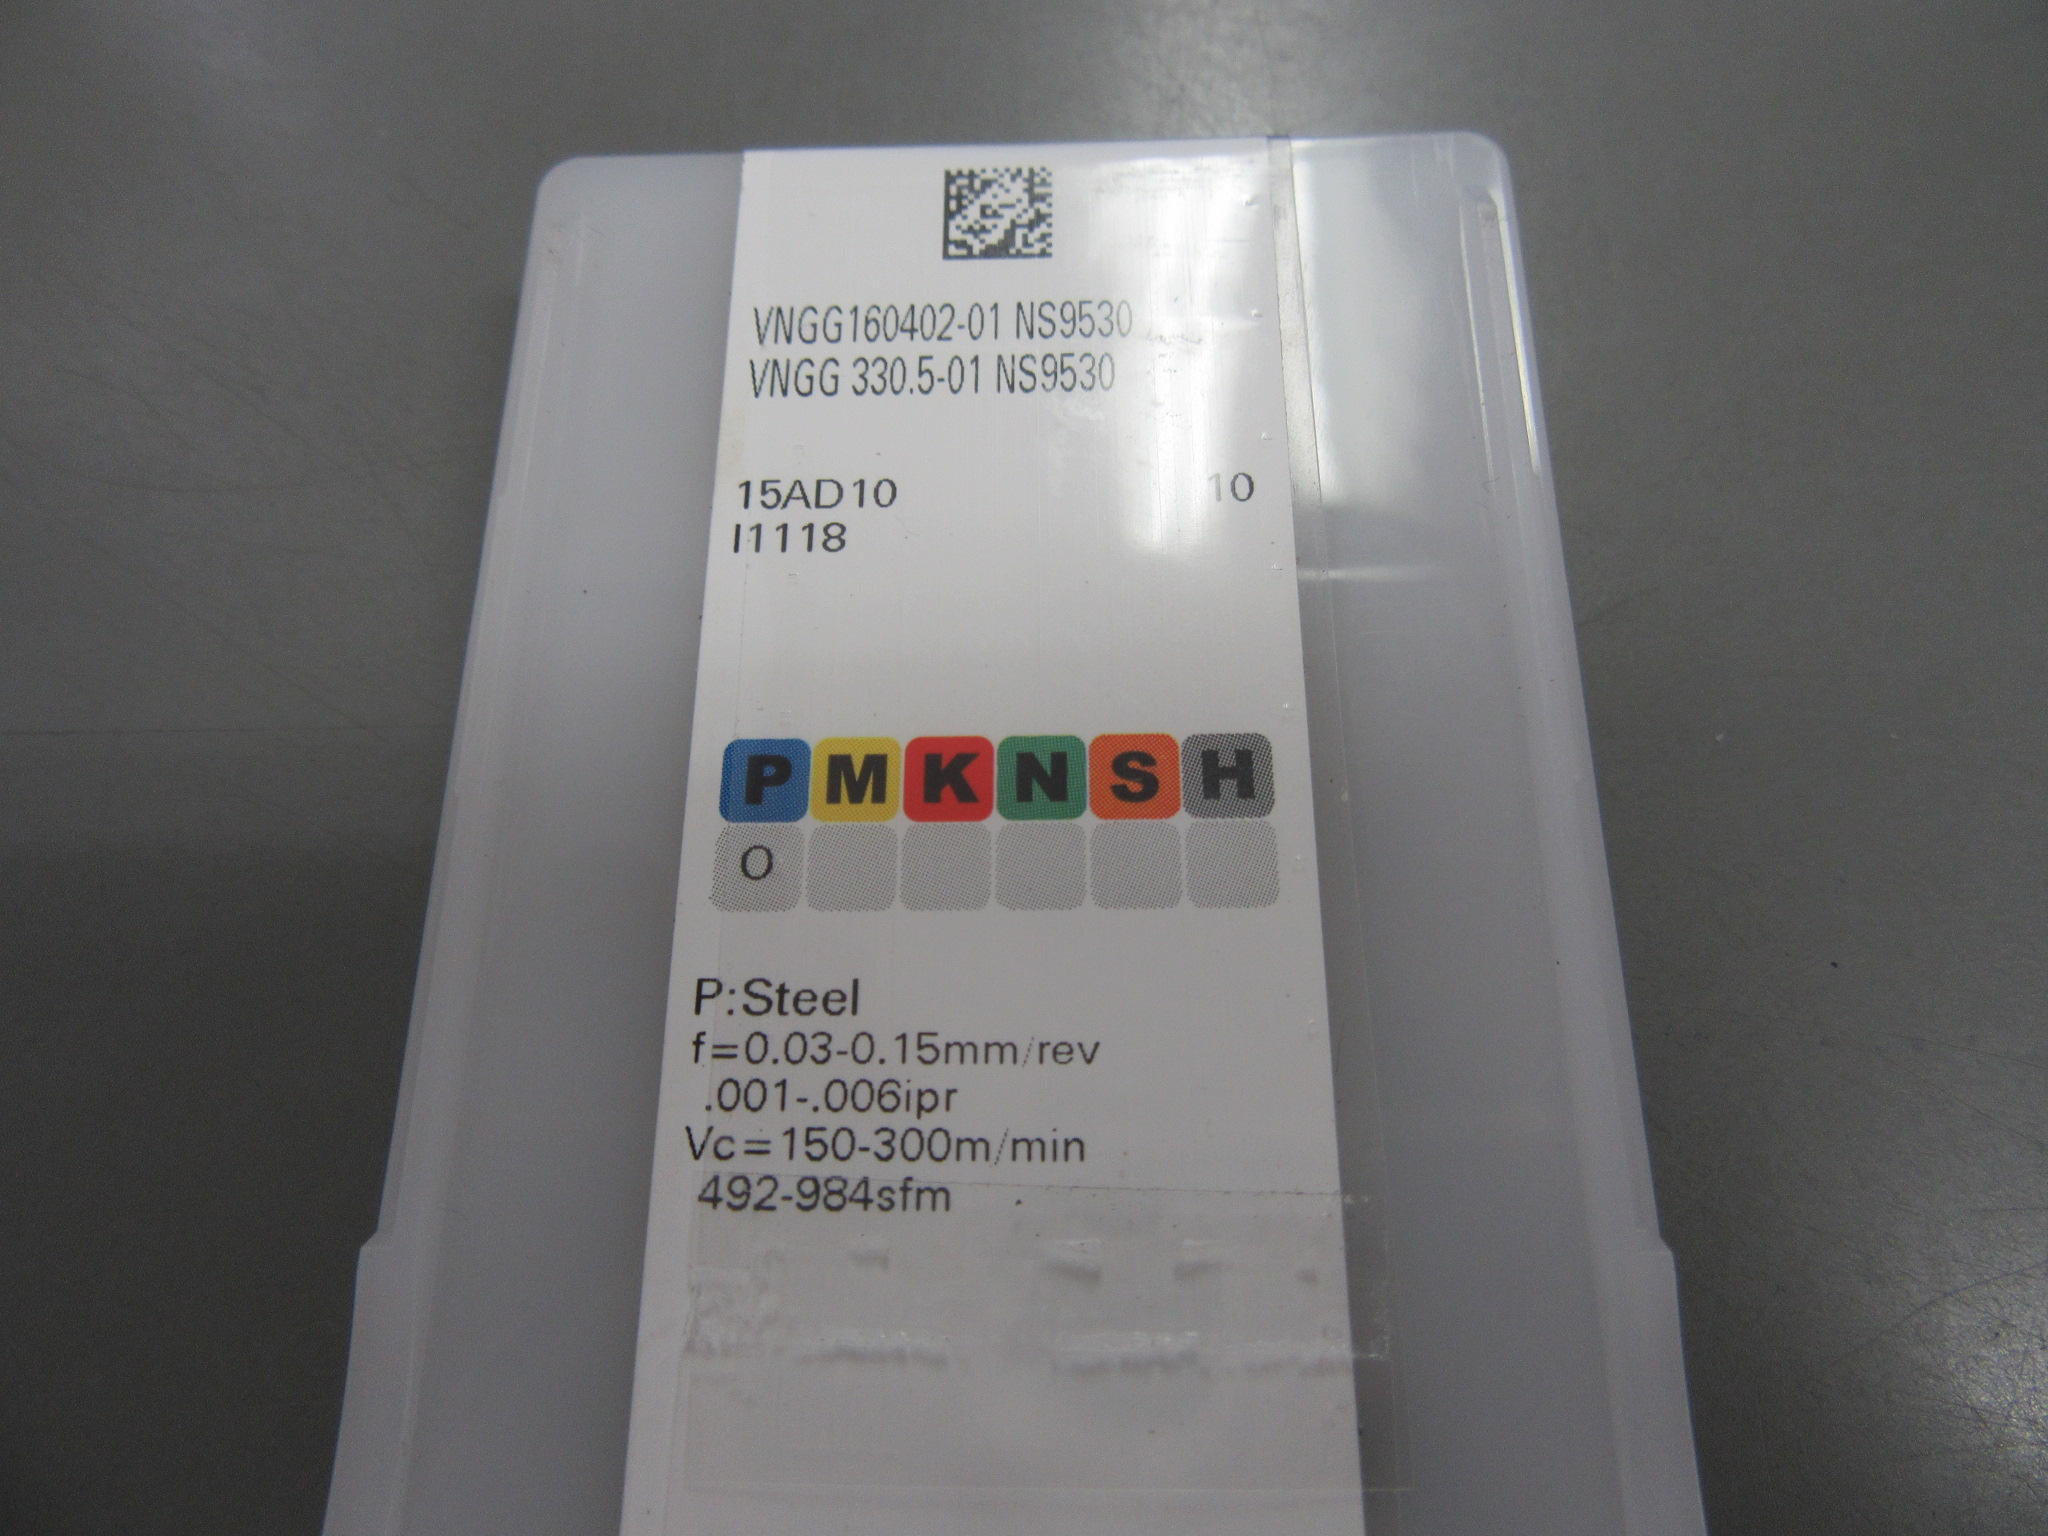 VNGG160402-01 NS9530
VNGG 330.5-01 NS9530
15AD10 10
I1118
P M K N S H
O
P:Steel
f=0.03-0.15mm/rev
.001-.006ipr
Vc=150-300m/min
492-984sfm